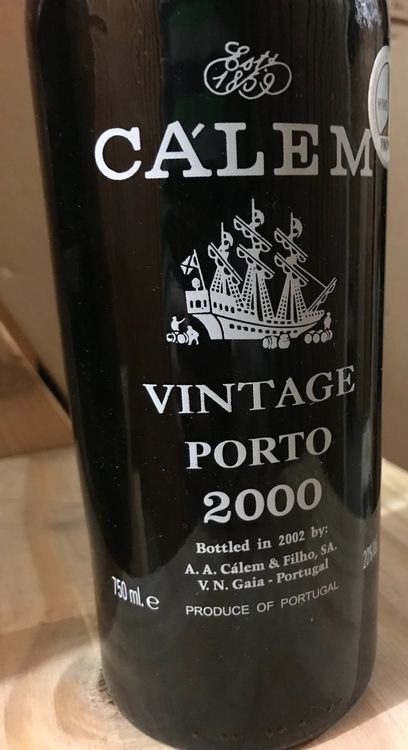 Estd
1859
CÁLEM
VINTAGE
PORTO
2000
Bottled in 2002 by:
A. A. Cálem & Filho, SA.
V. N. Gaia - Portugal
750 ml. e
PRODUCE OF PORTUGAL